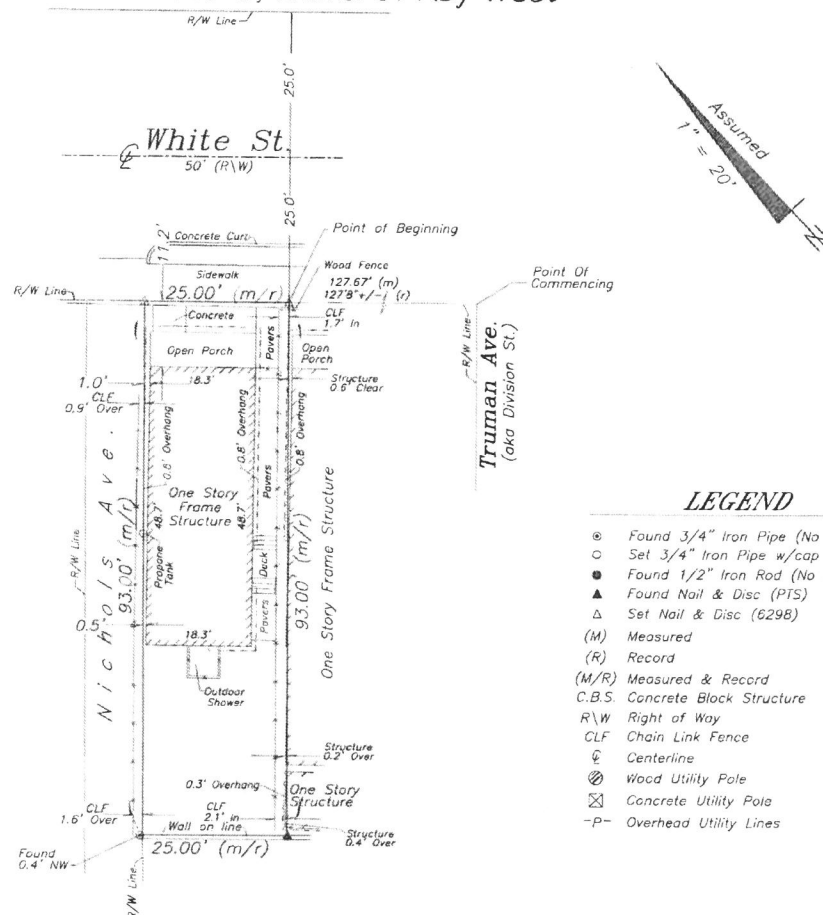 R/W Line
25.0'
White St.
50' (R\W)
25.0'
Assumed
1" = 20'
Point of Beginning
11.2'
Concrete Curb
Sidewalk
Wood Fence
127.67' (m)
127'8"+/- (r)
Point Of
Commencing
R/W Line
25.00' (m/r)
CLF
1.7' In
Concrete
Pavers
Open Porch
Open
Porch
R/W Line
Truman Ave.
(aka Division St.)
1.0'
18.3'
Structure
0.6' Clear
CLF
0.9' Over
0.8' Overhang
0.8' Overhang
0.8' Overhang
One Story
Frame
Structure
Pavers
48.7'
48.7'
Nichols Ave.
R/W Line
93.00' (m/r)
Propane
Tank
Deck
Pavers
93.00' (m/r)
One Story Frame Structure
0.5'
18.3'
Outdoor
Shower
Structure
0.2' Over
0.3' Overhang
One Story
Structure
CLF
1.6' Over
CLF
2.1' in
Wall on line
Structure
0.4' Over
25.00' (m/r)
Found
0.4' NW
R/W Line
LEGEND
Found 3/4" Iron Pipe (No
Set 3/4" Iron Pipe w/cap
Found 1/2" Iron Rod (No
Found Nail & Disc (PTS)
Set Nail & Disc (6298)
(M) Measured
(R) Record
(M/R) Measured & Record
C.B.S. Concrete Block Structure
R\W Right of Way
CLF Chain Link Fence
℄ Centerline
Wood Utility Pole
Concrete Utility Pole
-P- Overhead Utility Lines